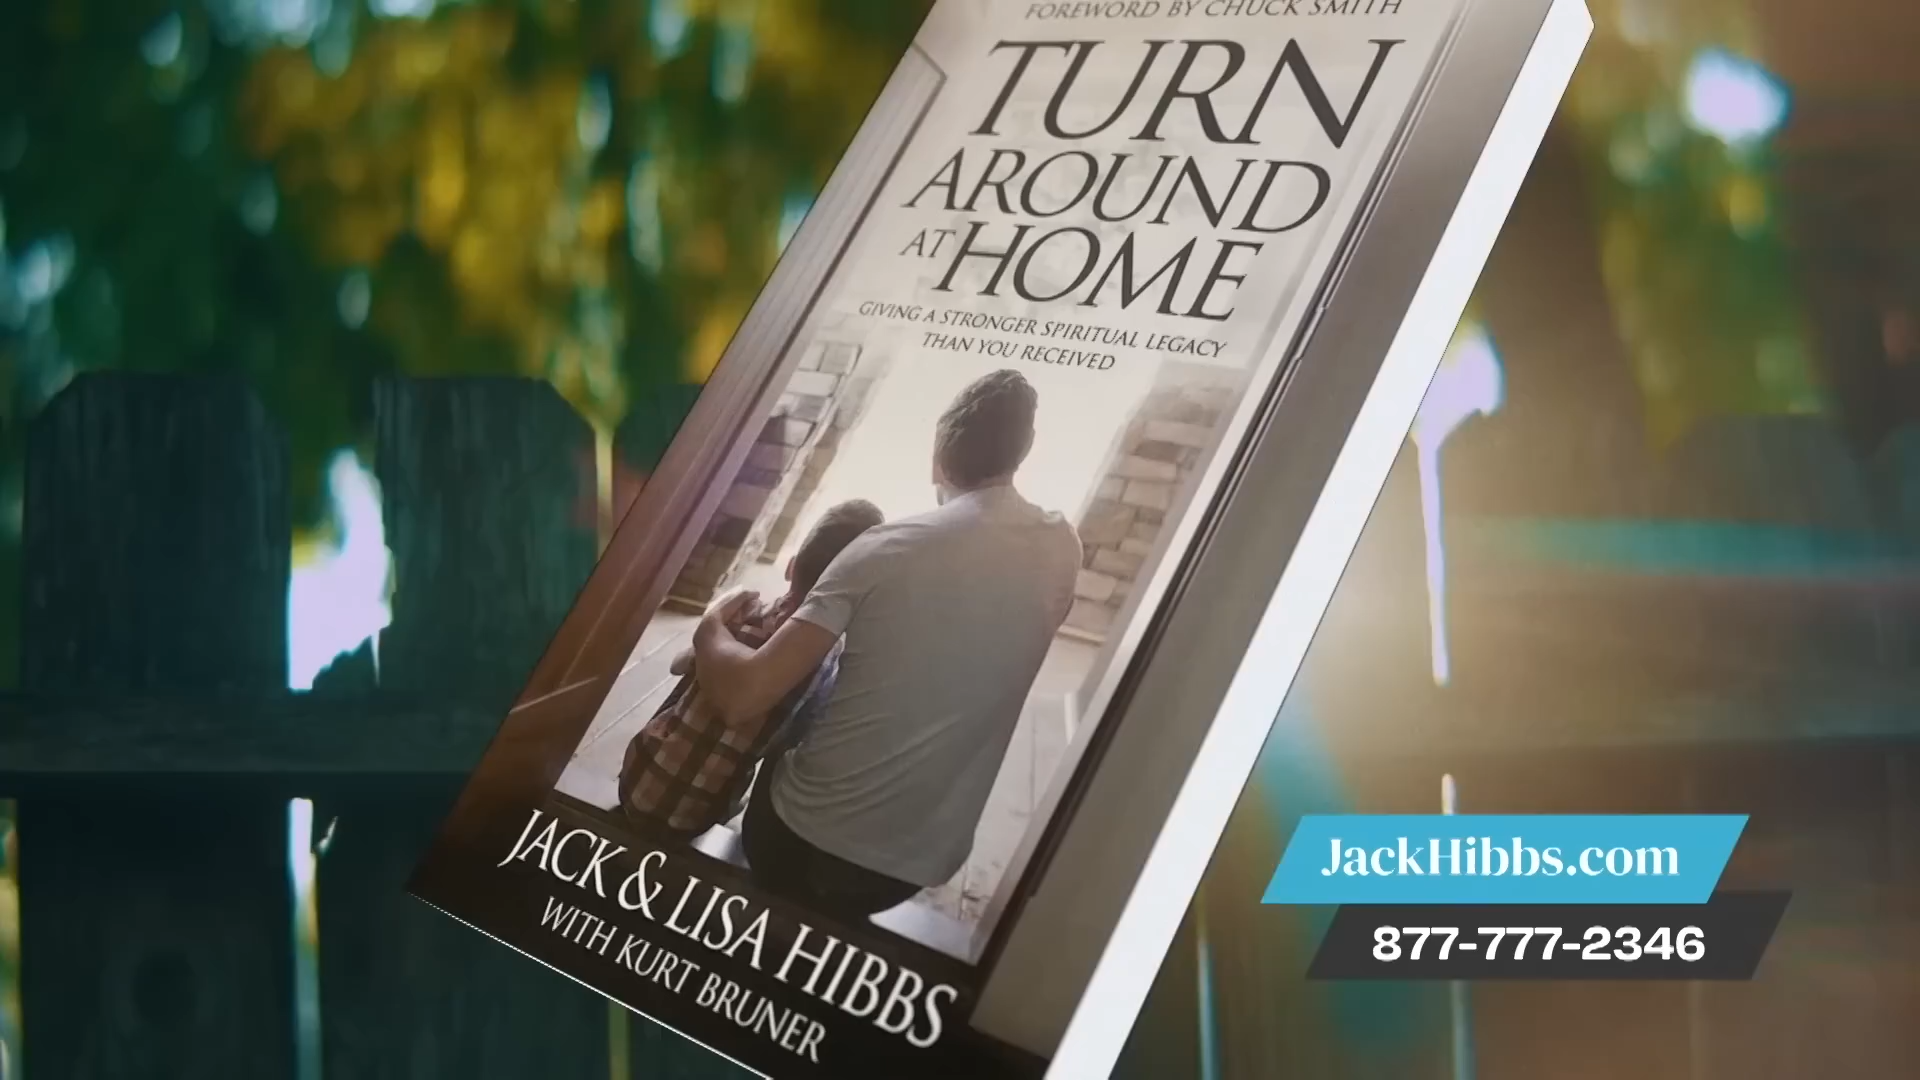 FOREWORD BY CHUCK SMITH
TURN
AROUND
AT HOME
GIVING A STRONGER SPIRITUAL LEGACY
THAN YOU RECEIVED
JACK & LISA HIBBS
WITH KURT BRUNER
JackHibbs.com
877-777-2346